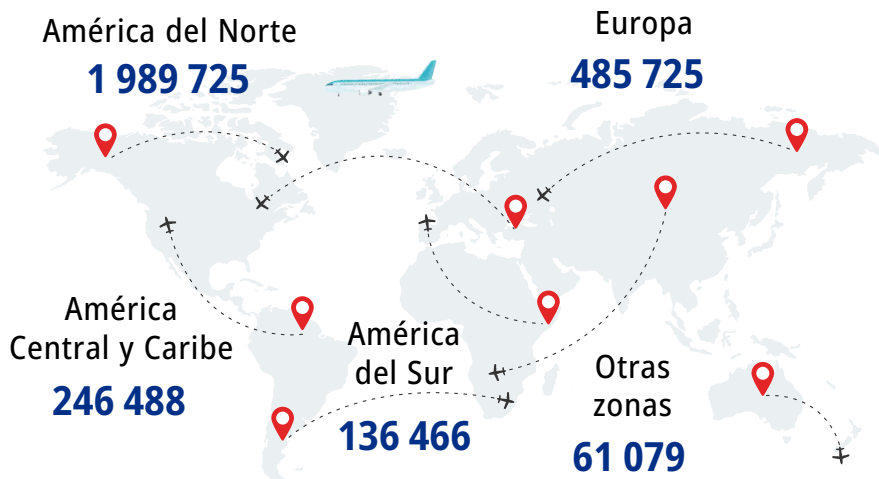 América del Norte
1 989 725
Europa
485 725
América
Central y Caribe
246 488
América
del Sur
136 466
Otras
zonas
61 079